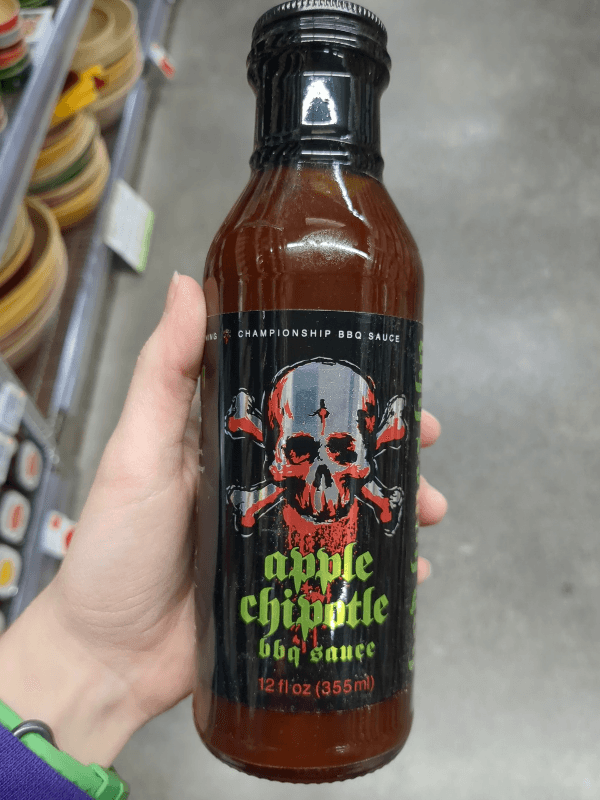 CHAMPIONSHIP BBQ SAUCE
apple
chipotle
bbq sauce
12 fl oz (355 ml)